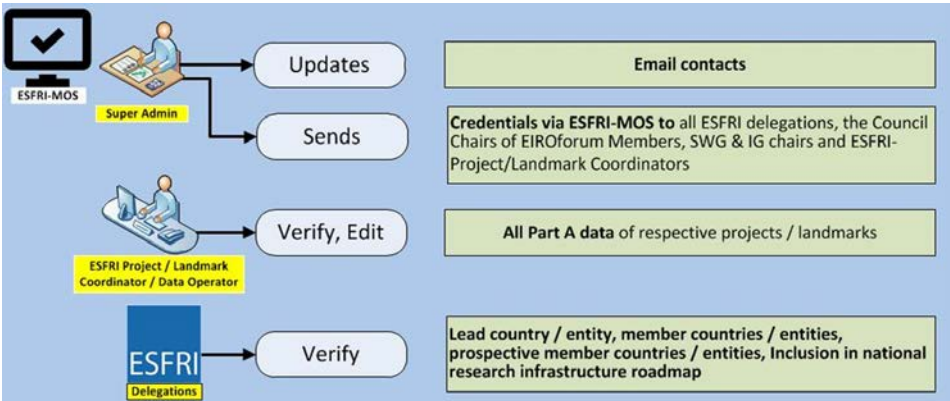 ESFRI-MOS
Super Admin
Updates
Email contacts
Sends
Credentials via ESFRI-MOS to all ESFRI delegations, the Council
Chairs of EIROforum Members, SWG & IG chairs and ESFRI-
Project/Landmark Coordinators
ESFRI Project / Landmark
Coordinator / Data Operator
Verify, Edit
All Part A data of respective projects / landmarks
ESFRI
Delegations
Verify
Lead country / entity, member countries / entities,
prospective member countries / entities, Inclusion in national
research infrastructure roadmap